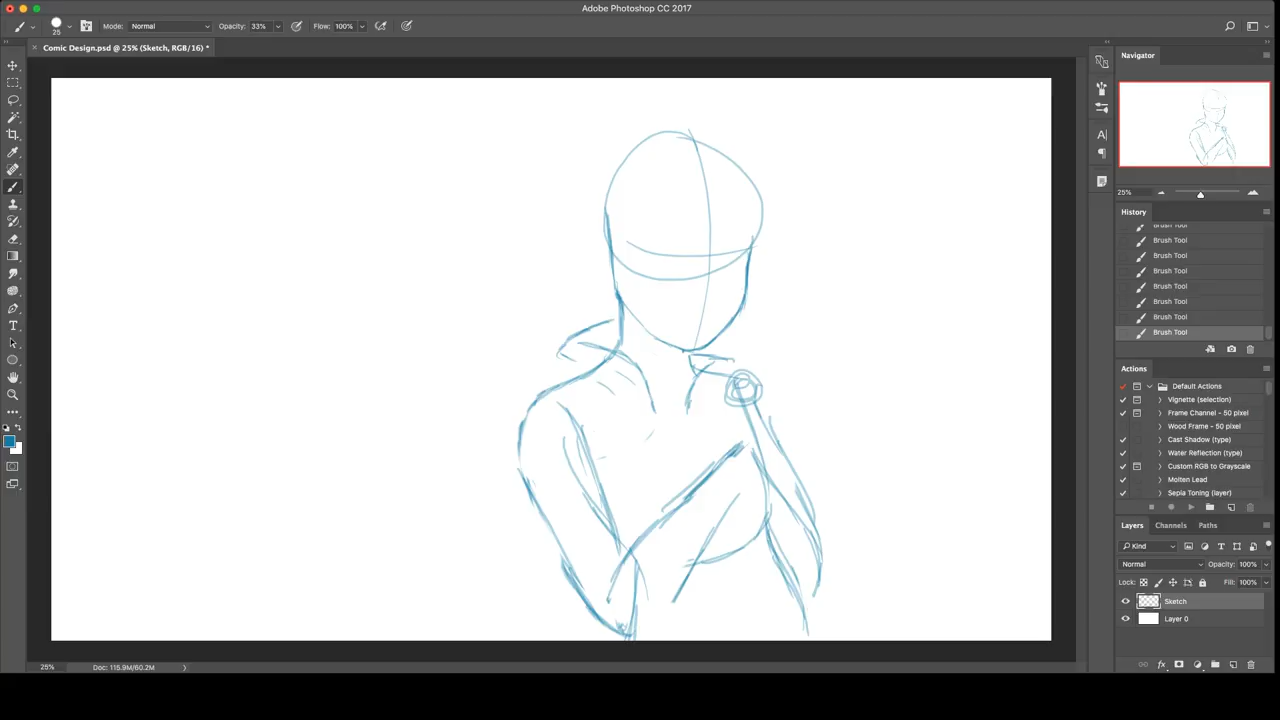 Adobe Photoshop CC 2017
25
Mode: Normal
Opacity: 33%
Flow: 100%
Comic Design.psd @ 25% (Sketch, RGB/16) *
Navigator
25%
History
Brush Tool
Brush Tool
Brush Tool
Brush Tool
Brush Tool
Brush Tool
Brush Tool
Brush Tool
Actions
Default Actions
Vignette (selection)
Frame Channel - 50 pixel
Wood Frame - 50 pixel
Cast Shadow (type)
Water Reflection (type)
Custom RGB to Grayscale
Molten Lead
Sepia Toning (layer)
Layers Channels Paths
Kind
Normal Opacity: 100%
Lock: Fill: 100%
Sketch
Layer 0
25% Doc: 115.9M/60.2M